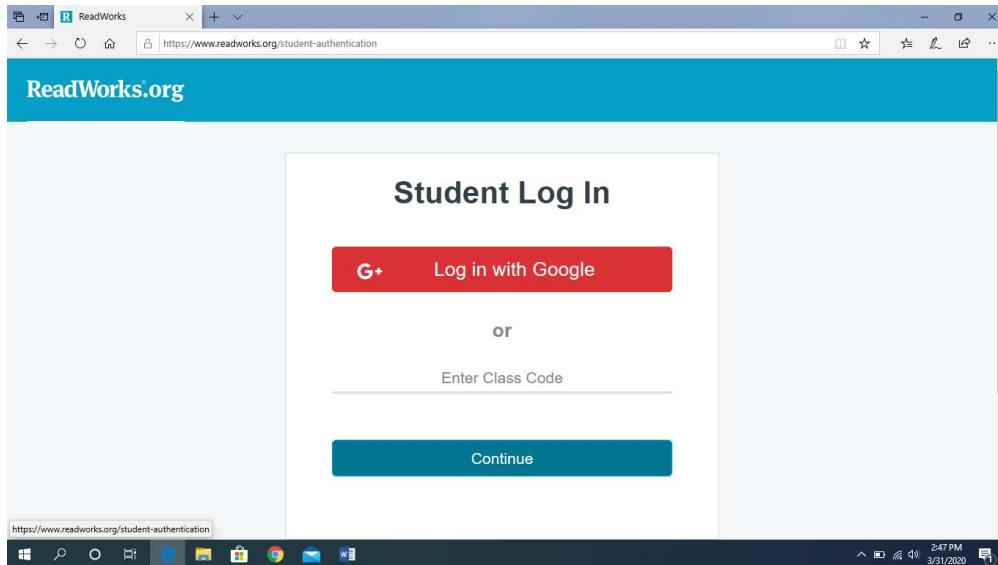 ReadWorks
https://www.readworks.org/student-authentication
ReadWorks.org
Student Log In
G+ Log in with Google
or
Enter Class Code
Continue
https://www.readworks.org/student-authentication
2:47 PM
3/31/2020